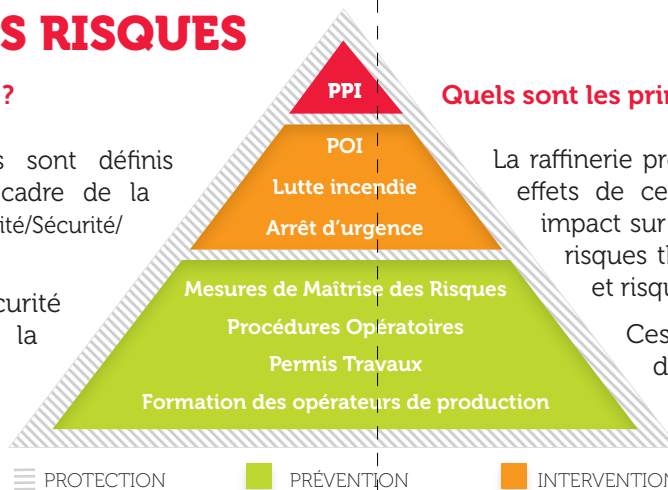 S RISQUES
?
s sont définis
cadre de la
ité/Sécurité/
curité
la
PPI
POI
Lutte incendie
Arrêt d'urgence
Mesures de Maîtrise des Risques
Procédures Opératoires
Permis Travaux
Formation des opérateurs de production
Quels sont les prin
La raffinerie pr
effets de ce
impact sur
risques t
et risqu
Ces
d
PROTECTION
PRÉVENTION
INTERVENTION